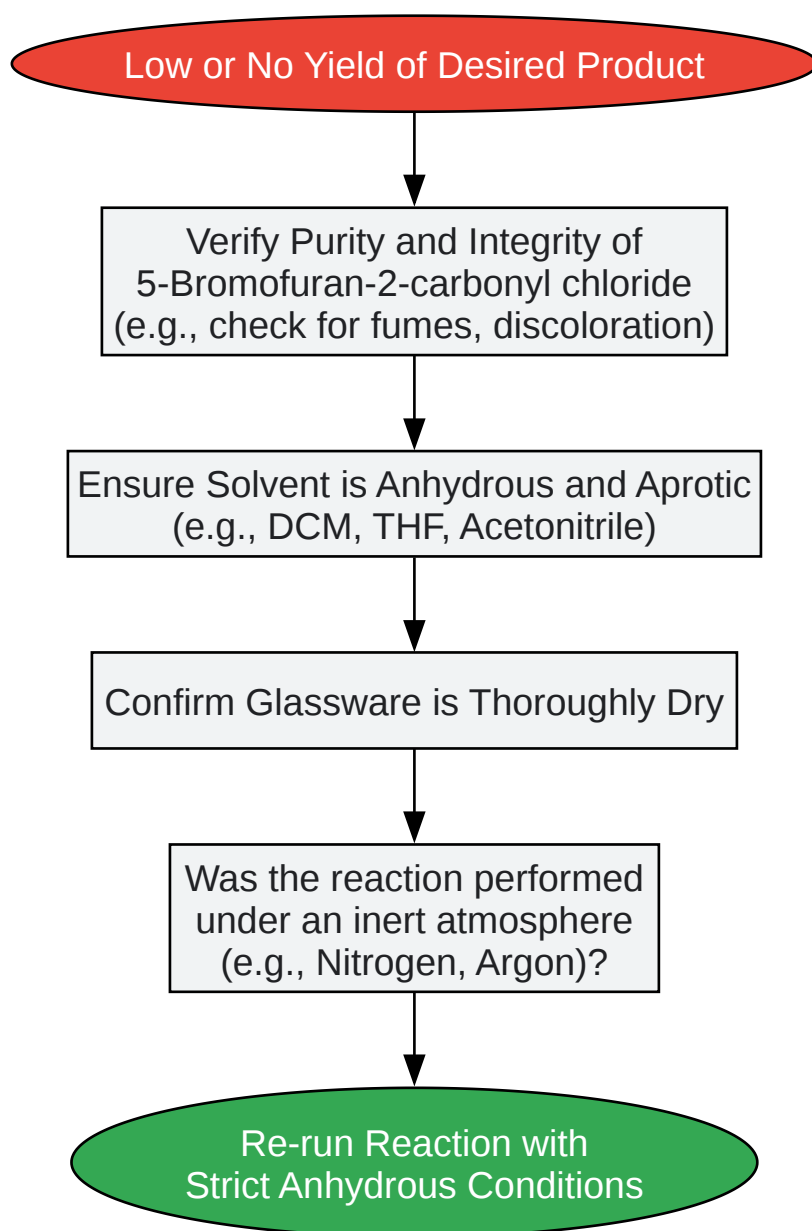 Low or No Yield of Desired Product
Verify Purity and Integrity of
5-Bromofuran-2-carbonyl chloride
(e.g., check for fumes, discoloration)
Ensure Solvent is Anhydrous and Aprotic
(e.g., DCM, THF, Acetonitrile)
Confirm Glassware is Thoroughly Dry
Was the reaction performed
under an inert atmosphere
(e.g., Nitrogen, Argon)?
Re-run Reaction with
Strict Anhydrous Conditions